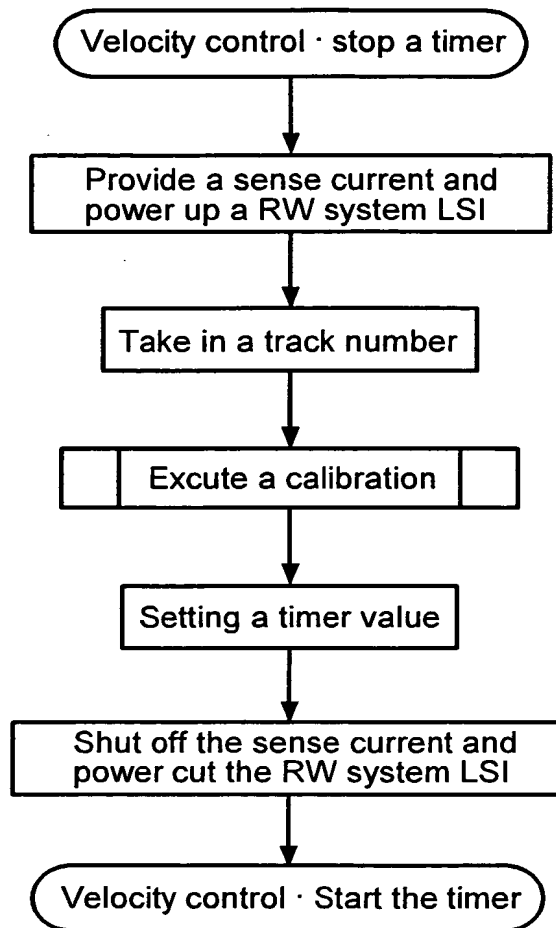 Velocity control · stop a timer
Provide a sense current and
power up a RW system LSI
Take in a track number
Excute a calibration
Setting a timer value
Shut off the sense current and
power cut the RW system LSI
Velocity control · Start the timer